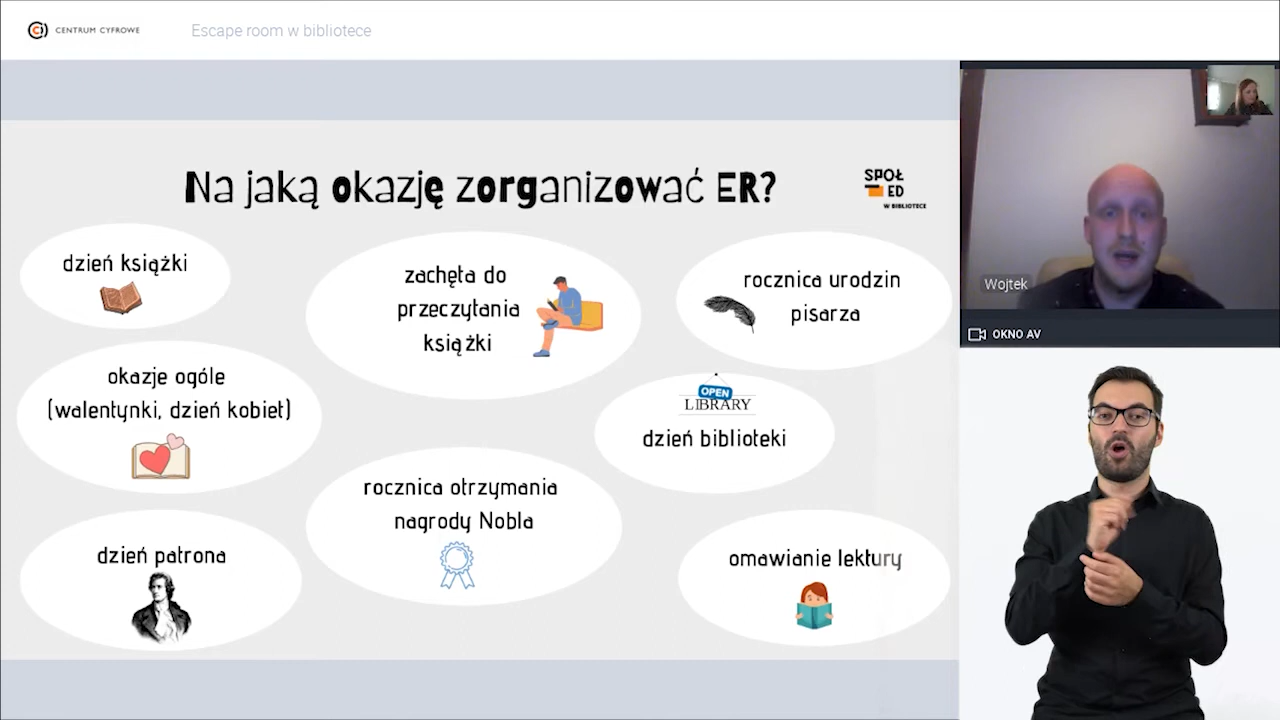 CENTRUM CYFROWE
Escape room w bibliotece
Na jaką okazję zorganizować ER?
SPOŁ
ED
W BIBLIOTECE
dzień książki
zachęta do
przeczytania
książki
rocznica urodzin
pisarza
okazje ogóle
(walentynki, dzień kobiet)
OPEN
LIBRARY
dzień biblioteki
rocznica otrzymania
nagrody Nobla
dzień patrona
omawianie lektury
Wojtek
OKNO AV